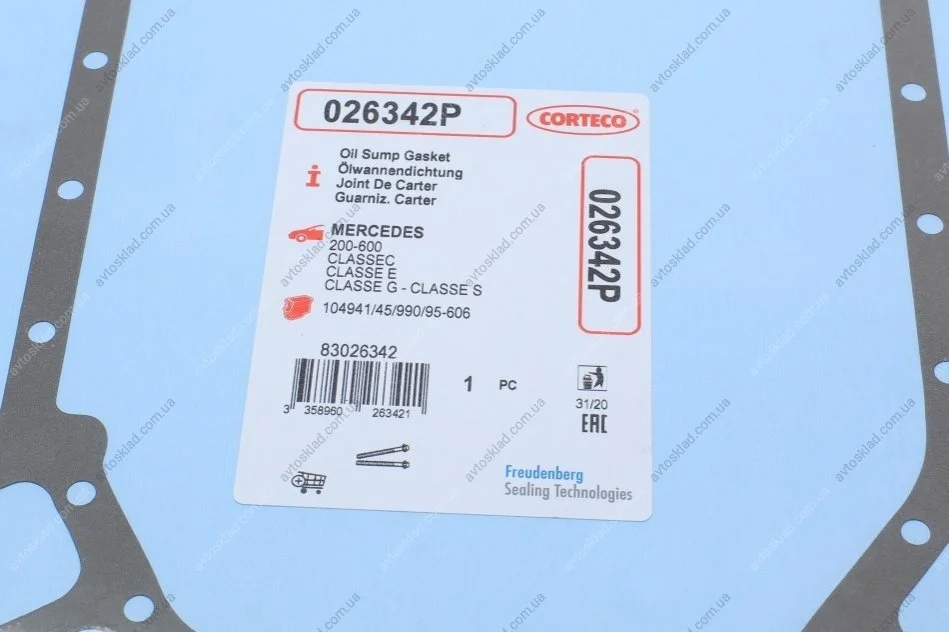 026342P
CORTECO
Oil Sump Gasket
Ölwannendichtung
Joint De Carter
Guarniz. Carter
026342P
MERCEDES
200-600
CLASSEC
CLASSE E
CLASSE G - CLASSE S
104941/45/990/95-606
83026342
3 358960 263421
1 PC
31/20
EAC
Freudenberg
Sealing Technologies
avtosklad.com.ua